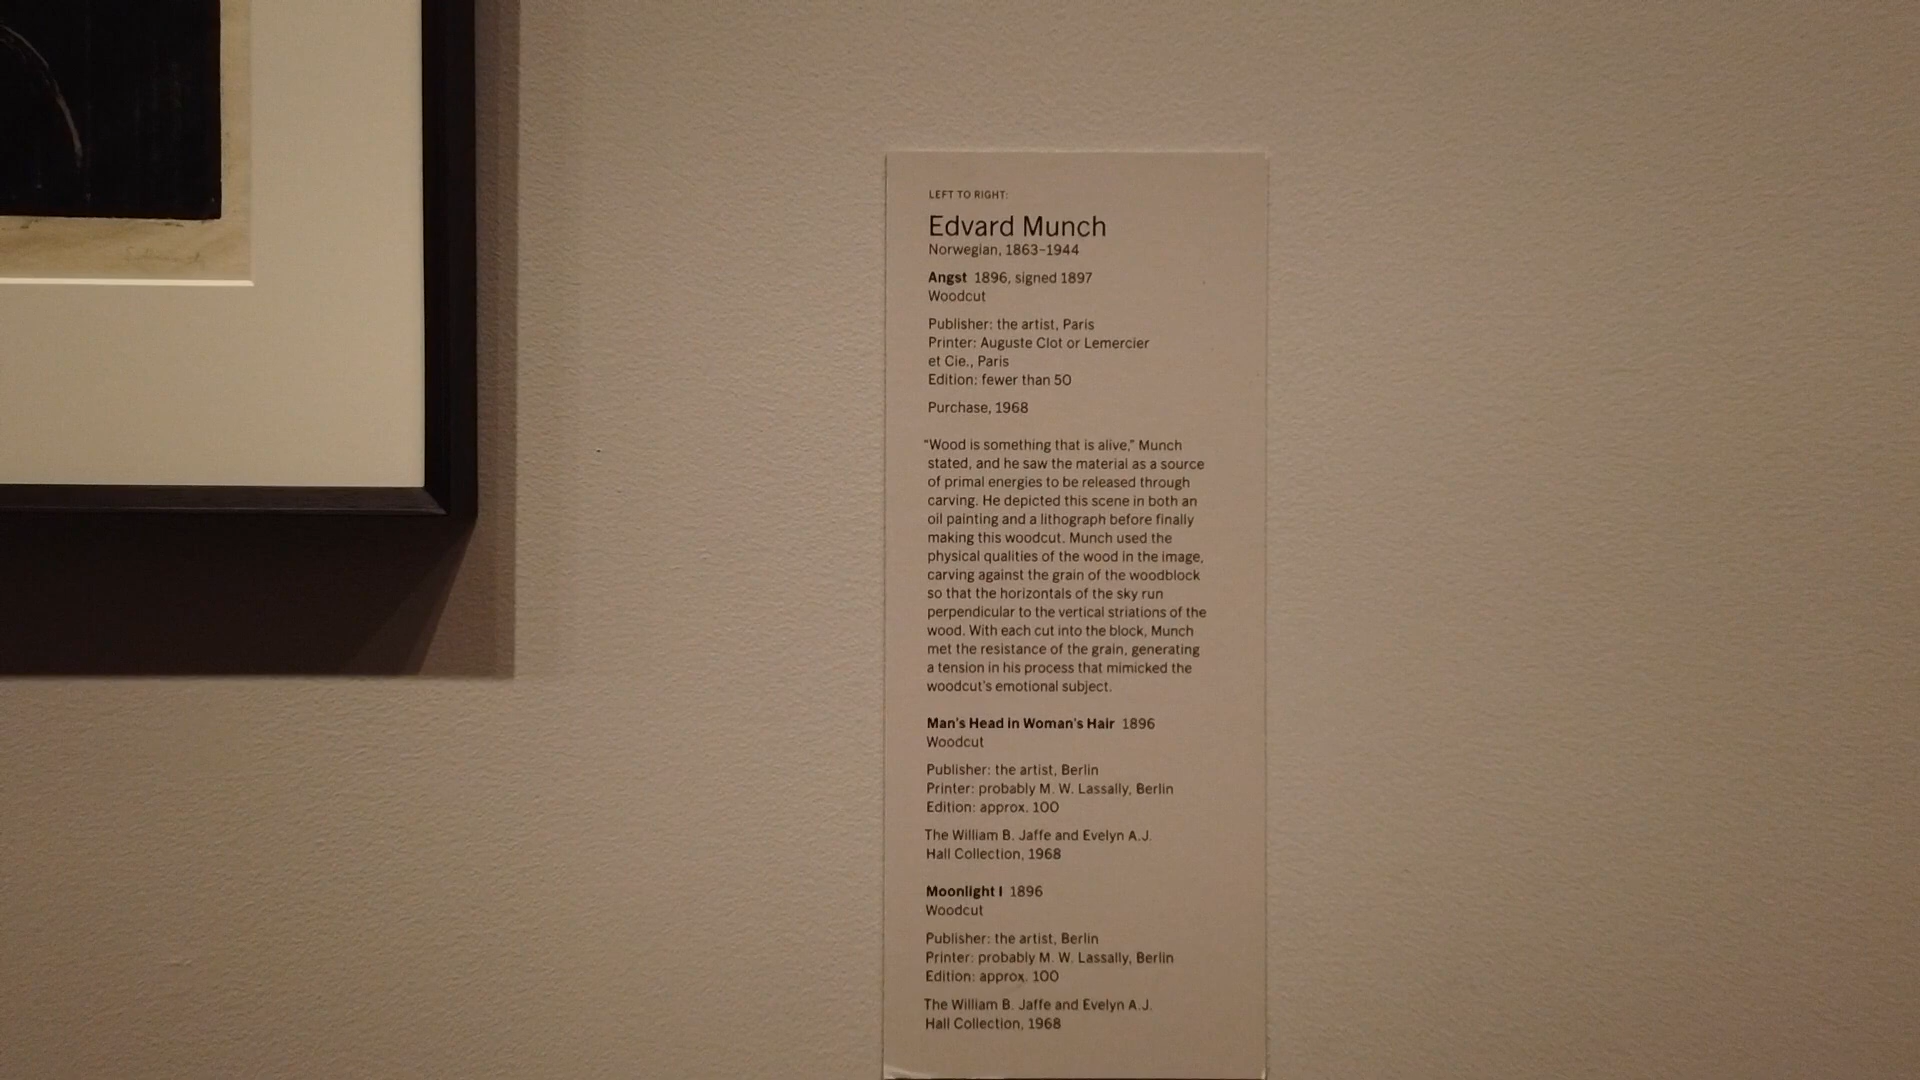 LEFT TO RIGHT:
Edvard Munch
Norwegian, 1863–1944
Angst 1896, signed 1897
Woodcut
Publisher: the artist, Paris
Printer: Auguste Clot or Lemercier
et Cie., Paris
Edition: fewer than 50
Purchase, 1968
“Wood is something that is alive,” Munch
stated, and he saw the material as a source
of primal energies to be released through
carving. He depicted this scene in both an
oil painting and a lithograph before finally
making this woodcut. Munch used the
physical qualities of the wood in the image,
carving against the grain of the woodblock
so that the horizontals of the sky run
perpendicular to the vertical striations of the
wood. With each cut into the block, Munch
met the resistance of the grain, generating
a tension in his process that mimicked the
woodcut’s emotional subject.
Man’s Head in Woman’s Hair 1896
Woodcut
Publisher: the artist, Berlin
Printer: probably M. W. Lassally, Berlin
Edition: approx. 100
The William B. Jaffe and Evelyn A.J.
Hall Collection, 1968
Moonlight I 1896
Woodcut
Publisher: the artist, Berlin
Printer: probably M. W. Lassally, Berlin
Edition: approx. 100
The William B. Jaffe and Evelyn A.J.
Hall Collection, 1968